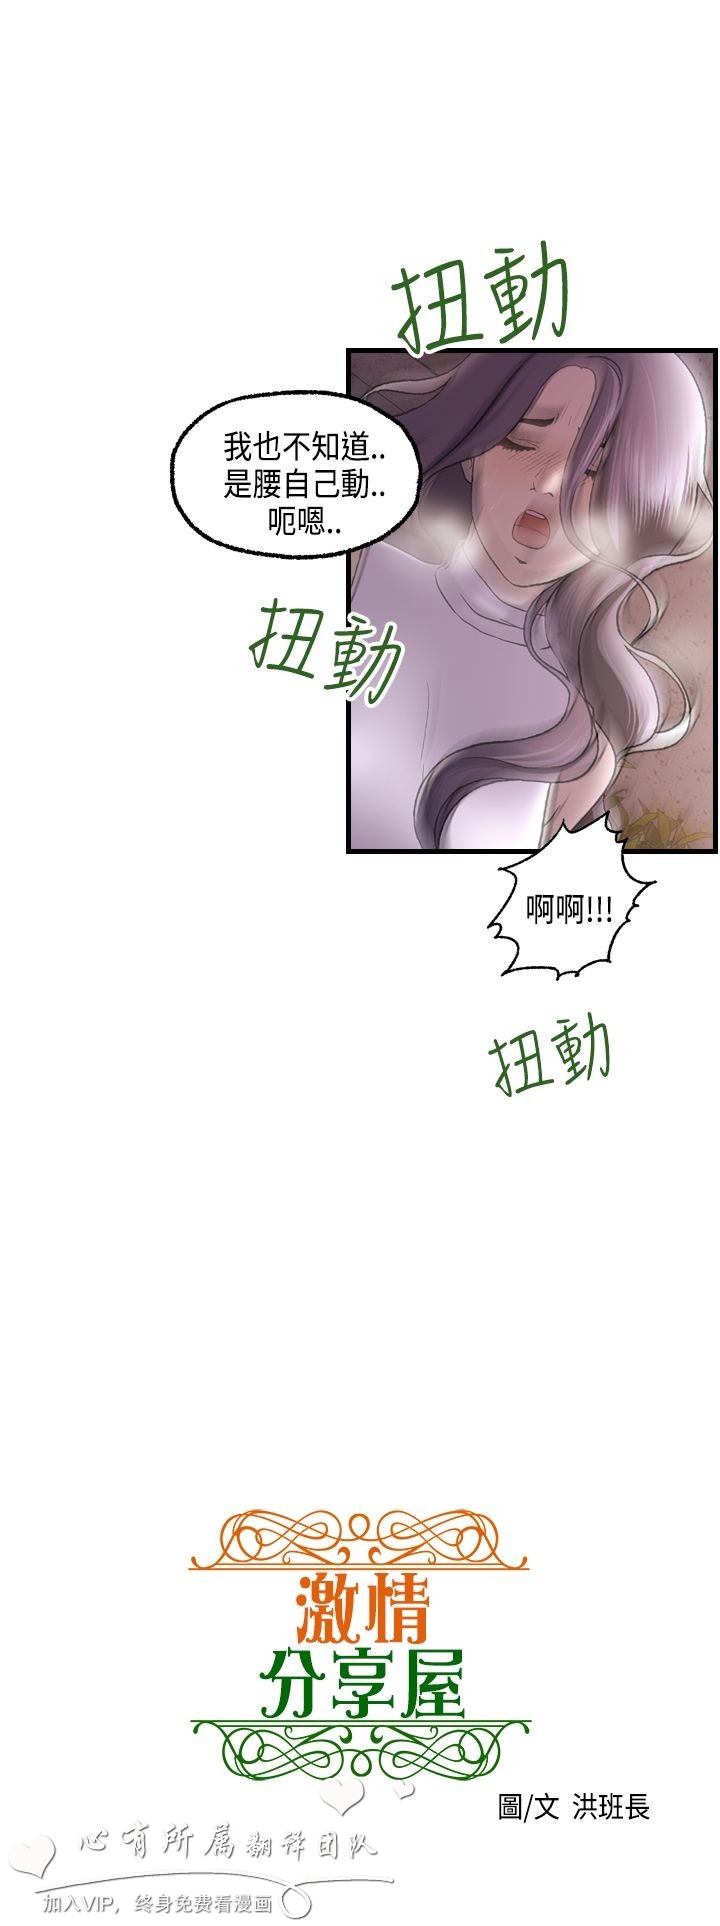 扭動
我也不知道..
是腰自己動..
呃嗯..
扭動
啊啊!!!
扭動
激情
分享屋
圖/文 洪班長
心有所属翻译团队
加入VIP，终身免费看漫画